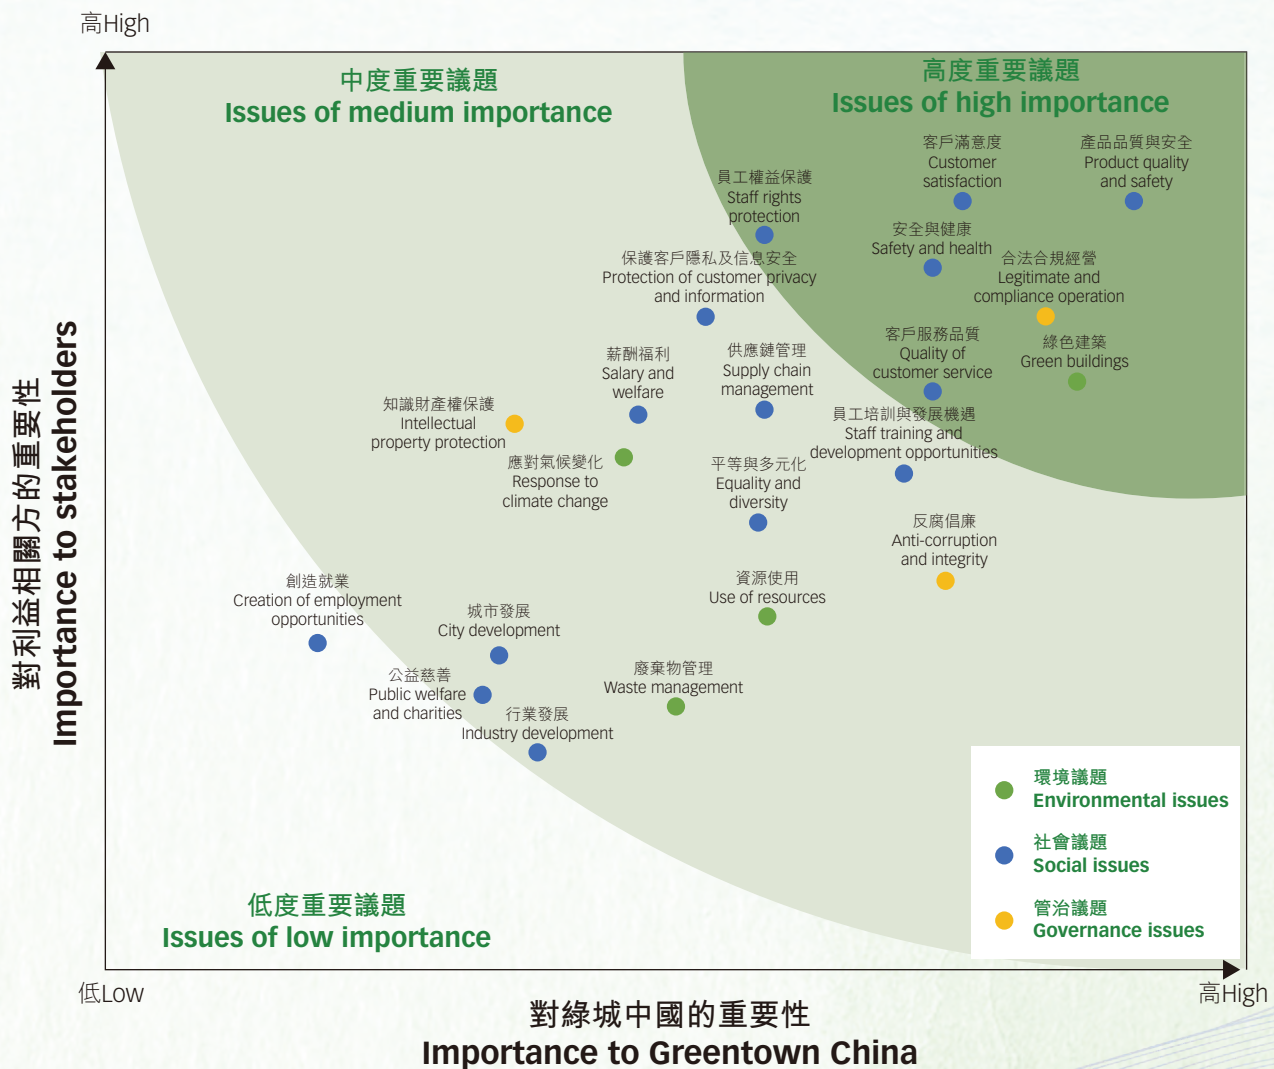 高High
中度重要議題
Issues of medium importance
高度重要議題
Issues of high importance
客戶滿意度
Customer
satisfaction
產品品質與安全
Product quality
and safety
員工權益保護
Staff rights
protection
安全與健康
Safety and health
保護客戶隱私及信息安全
Protection of customer privacy
and information
合法合規經營
Legitimate and
compliance operation
客戶服務品質
Quality of
customer service
綠色建築
Green buildings
薪酬福利
Salary and
welfare
供應鏈管理
Supply chain
management
知識財產權保護
Intellectual
property protection
員工培訓與發展機遇
Staff training and
development opportunities
應對氣候變化
Response to
climate change
平等與多元化
Equality and
diversity
反腐倡廉
Anti-corruption
and integrity
創造就業
Creation of employment
opportunities
資源使用
Use of resources
城市發展
City development
公益慈善
Public welfare
and charities
廢棄物管理
Waste management
行業發展
Industry development
環境議題
Environmental issues
社會議題
Social issues
管治議題
Governance issues
低度重要議題
Issues of low importance
對利益相關方的重要性
Importance to stakeholders
低Low
高High
對綠城中國的重要性
Importance to Greentown China